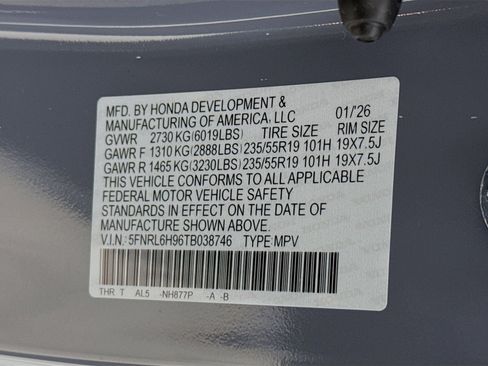 MFD. BY HONDA DEVELOPMENT &
MANUFACTURING OF AMERICA, LLC 01/'26
GVWR 2730 KG(6019LBS) TIRE SIZE RIM SIZE
GAWR F 1310 KG(2888LBS) 235/55R19 101H 19X7.5J
GAWR R 1465 KG(3230LBS) 235/55R19 101H 19X7.5J
THIS VEHICLE CONFORMS TO ALL APPLICABLE
FEDERAL MOTOR VEHICLE SAFETY
STANDARDS IN EFFECT ON THE DATE OF
MANUFACTURE SHOWN ABOVE.
V.I.N.: 5FNRL6H96TB038746 TYPE: MPV
THR T AL5 -NH877P -A -B